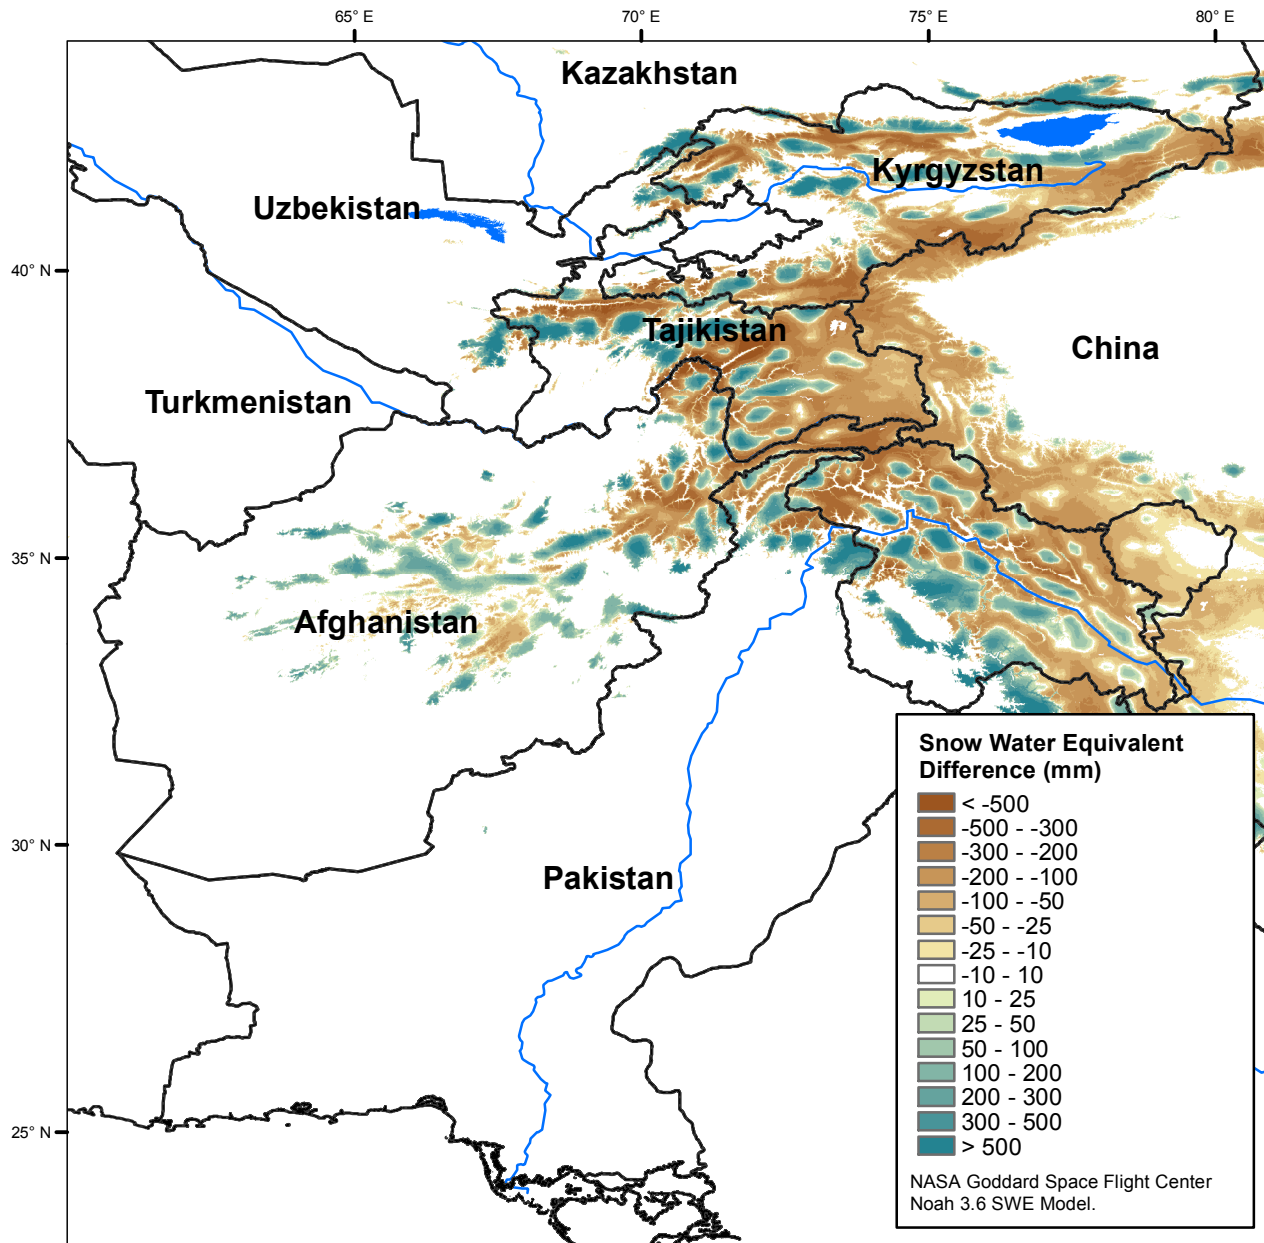 65° E 70° E 75° E 80° E
Kazakhstan
Kyrgyzstan
Uzbekistan
40° N
Tajikistan
China
Turkmenistan
35° N
Afghanistan
Snow Water Equivalent
Difference (mm)
< -500
-500 - -300
-300 - -200
-200 - -100
-100 - -50
-50 - -25
-25 - -10
-10 - 10
10 - 25
25 - 50
50 - 100
100 - 200
200 - 300
300 - 500
> 500
NASA Goddard Space Flight Center
Noah 3.6 SWE Model.
30° N
Pakistan
25° N